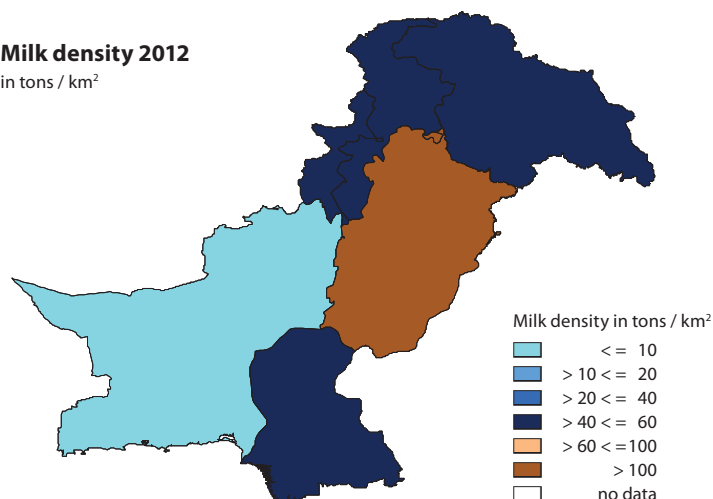 Milk density 2012
in tons / km²
Milk density in tons / km²
<= 10
> 10 <= 20
> 20 <= 40
> 40 <= 60
> 60 <=100
> 100
no data